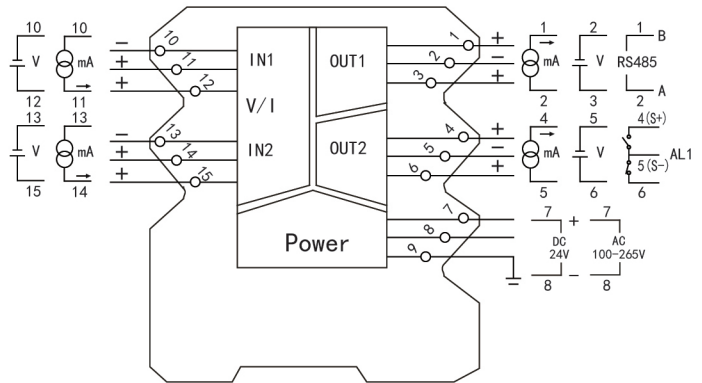 10 10 10 1 1 2 1 B
− IN1 OUT1 + +
V mA + 11 2 − mA V RS485
+ 12 3 + A
12 11 2 3 2
V/I
13 13 13 4 4 5 4(S+)
− IN2 OUT2 +
V mA + 14 5 − mA V 5(S-) AL1
+ 15 6 +
15 14 5 6 6
7 7 + 7
Power 8 DC 24V AC 100-265V
9 8 − 8